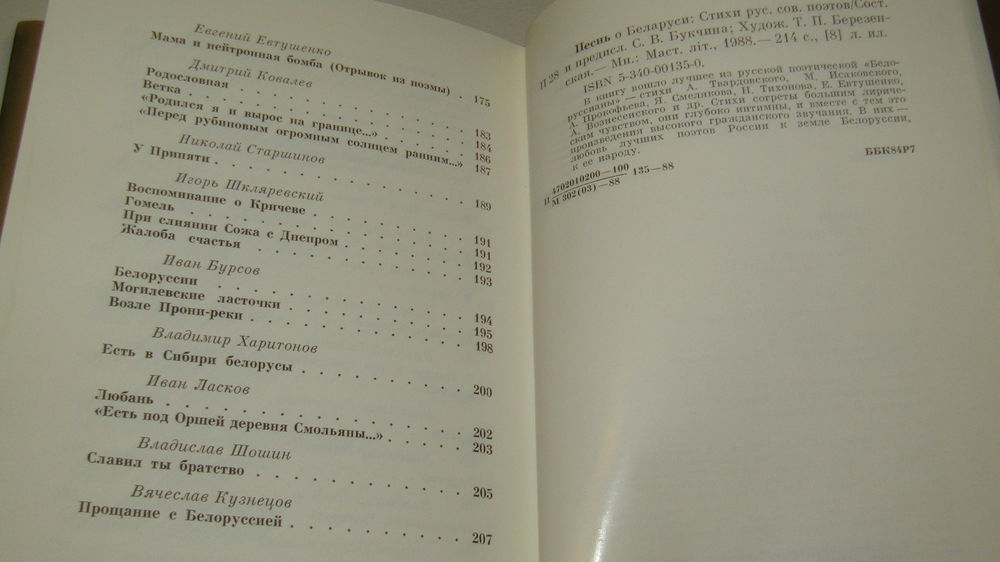 Евгений Евтушенко
Мама и нейтронная бомба (Отрывок из поэмы) . 175
Дмитрий Ковалев
Родословная . . . . . . . . . 183
Ветка . . . . . . . . . . 184
«Родился я и вырос на границе...» . . . . 186
«Перед рубиновым огромным солнцем ранним...» 187
Николай Старшинов
У Припяти . . . . . . . . . 189
Игорь Шкляревский
Воспоминание о Кричеве . . . . . . 191
Гомель . . . . . . . . . . 191
При слиянии Сожа с Днепром . . . . . 192
Жалоба счастья . . . . . . . . 193
Иван Бурсов
Белоруссии . . . . . . . . . 194
Могилевские ласточки . . . . . . . 195
Возле Прони-реки . . . . . . . . 198
Владимир Харитонов
Есть в Сибири белорусы . . . . . . 200
Иван Ласков
Любань . . . . . . . . . . 202
«Есть под Оршей деревня Смольяны...» . . . 203
Владислав Шошин
Славил ты братство . . . . . . . 205
Вячеслав Кузнецов
Прощание с Белоруссией . . . . . . 207
Песнь о Беларуси: Стихи рус. сов. поэтов/Сост.
П 28 и предисл. С. В. Букчина; Худож. Т. П. Березен-
ская.— Мн.: Маст. літ., 1988.— 214 с., [8] л. ил.
ISBN 5-340-00135-0.
В книгу вошло лучшее из русской поэтической «Бело-
руссианы» — стихи А. Твардовского, М. Исаковского,
А. Прокофьева, Я. Смелякова, Н. Тихонова, Е. Евтушенко,
А. Вознесенского и др. Стихи согреты большим лириче-
ским чувством, они глубоко интимны, и вместе с тем это
произведения высокого гражданского звучания. В них —
любовь лучших поэтов России к земле Белоруссии,
к ее народу.
П 4702010200—100 135—88
М 302(03)—88
ББК84Р7